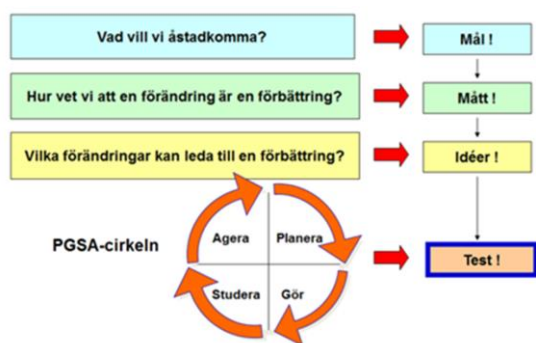 Vad vill vi åstadkomma?
Mål !
Hur vet vi att en förändring är en förbättring?
Mått !
Vilka förändringar kan leda till en förbättring?
Idéer !
PGSA-cirkeln
Agera
Planera
Studera
Gör
Test !